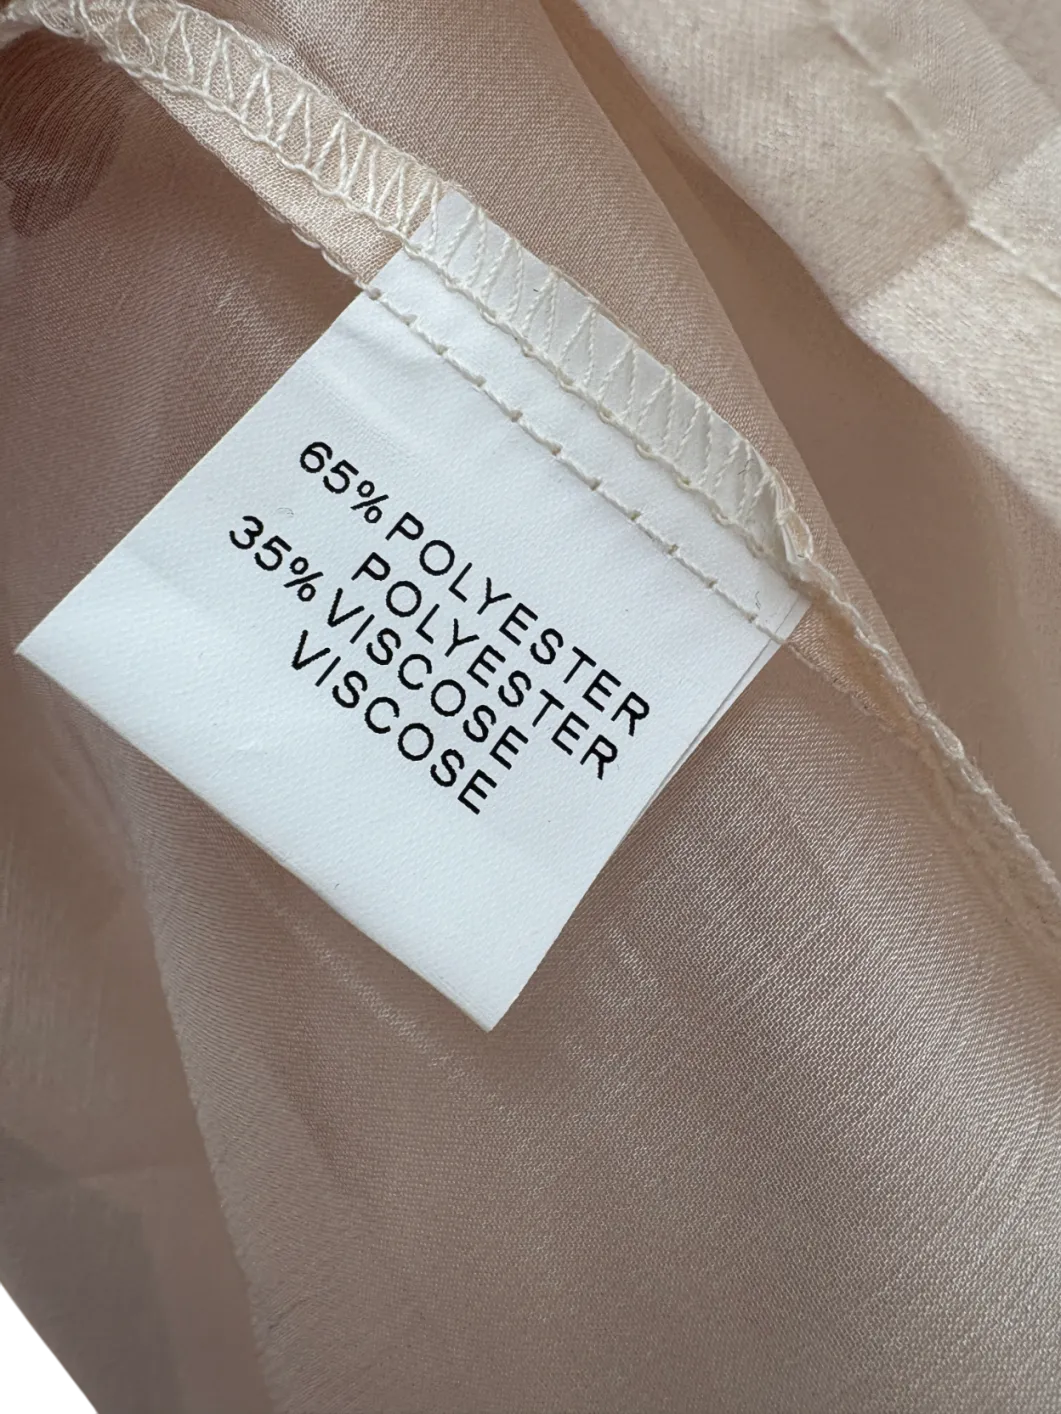 65% POLYESTER
POLYESTER
35% VISCOSE
VISCOSE